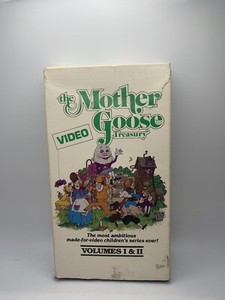 the Mother
VIDEO
Goose
Treasury
The most ambitious
made-for-video children's series ever!
VOLUMES I & II